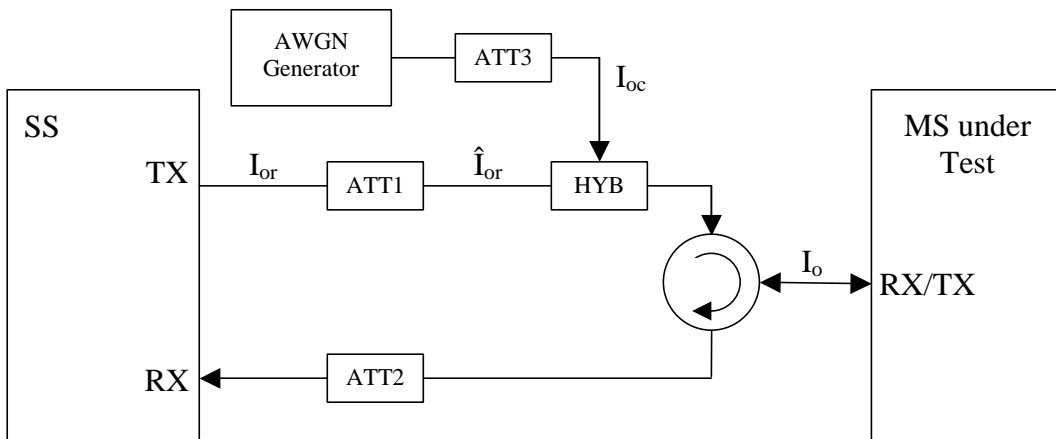 AWGN
Generator
ATT3
I_oc
SS
MS under
Test
TX
I_or
ATT1
Î_or
HYB
I_o
RX/TX
RX
ATT2